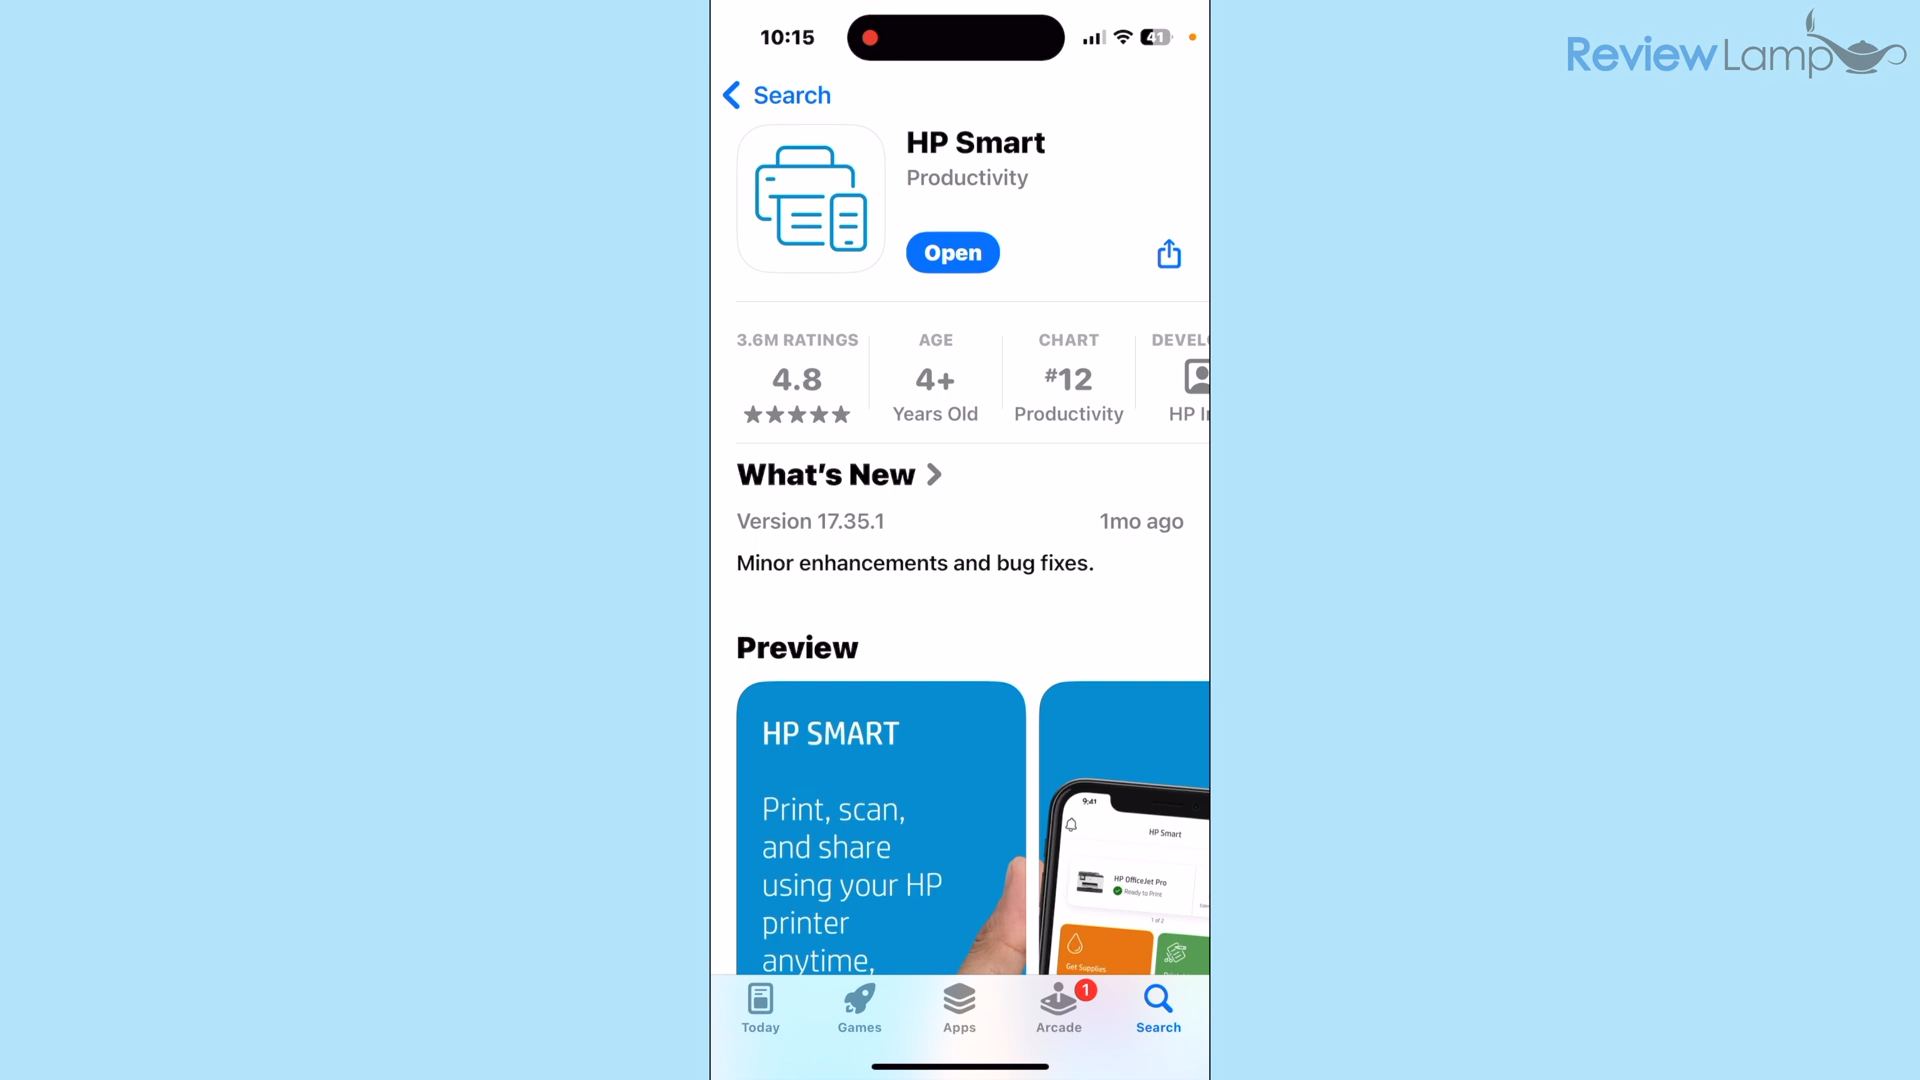 10:15
41
ReviewLamp
Search
HP Smart
Productivity
Open
3.6M RATINGS
4.8
AGE
4+
Years Old
CHART
#12
Productivity
DEVEL
HP
What's New
Version 17.35.1
1mo ago
Minor enhancements and bug fixes.
Preview
HP SMART
Print, scan,
and share
using your HP
printer
anytime,
9:41
HP Smart
HP OfficeJet Pro
Ready to Print
1 of 2
Get Supplies
Today
Games
Apps
Arcade
1
Search